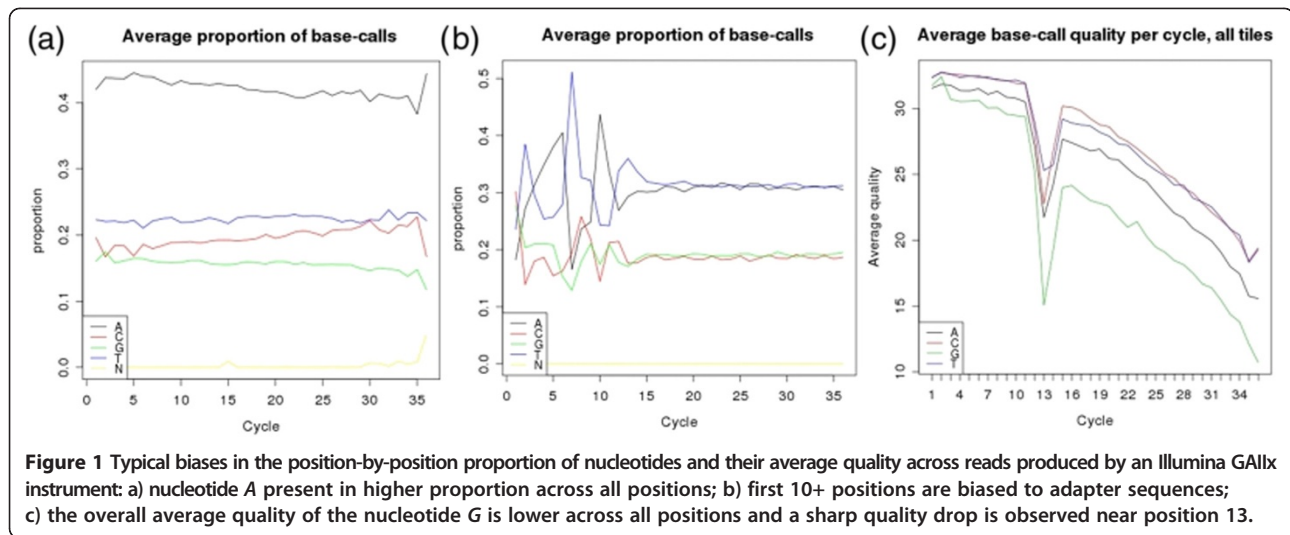 (a)
Average proportion of base-calls
proportion
0.0
0.1
0.2
0.3
0.4
A
C
G
T
N
0 5 10 15 20 25 30 35
Cycle
(b)
Average proportion of base-calls
proportion
0.0
0.1
0.2
0.3
0.4
0.5
A
C
G
T
N
0 5 10 15 20 25 30 35
Cycle
(c)
Average base-call quality per cycle, all tiles
Average quality
10
15
20
25
30
A
C
G
T
1 4 7 10 13 16 19 22 25 28 31 34
Cycle
Figure 1 Typical biases in the position-by-position proportion of nucleotides and their average quality across reads produced by an Illumina GAIIx
instrument: a) nucleotide A present in higher proportion across all positions; b) first 10+ positions are biased to adapter sequences;
c) the overall average quality of the nucleotide G is lower across all positions and a sharp quality drop is observed near position 13.